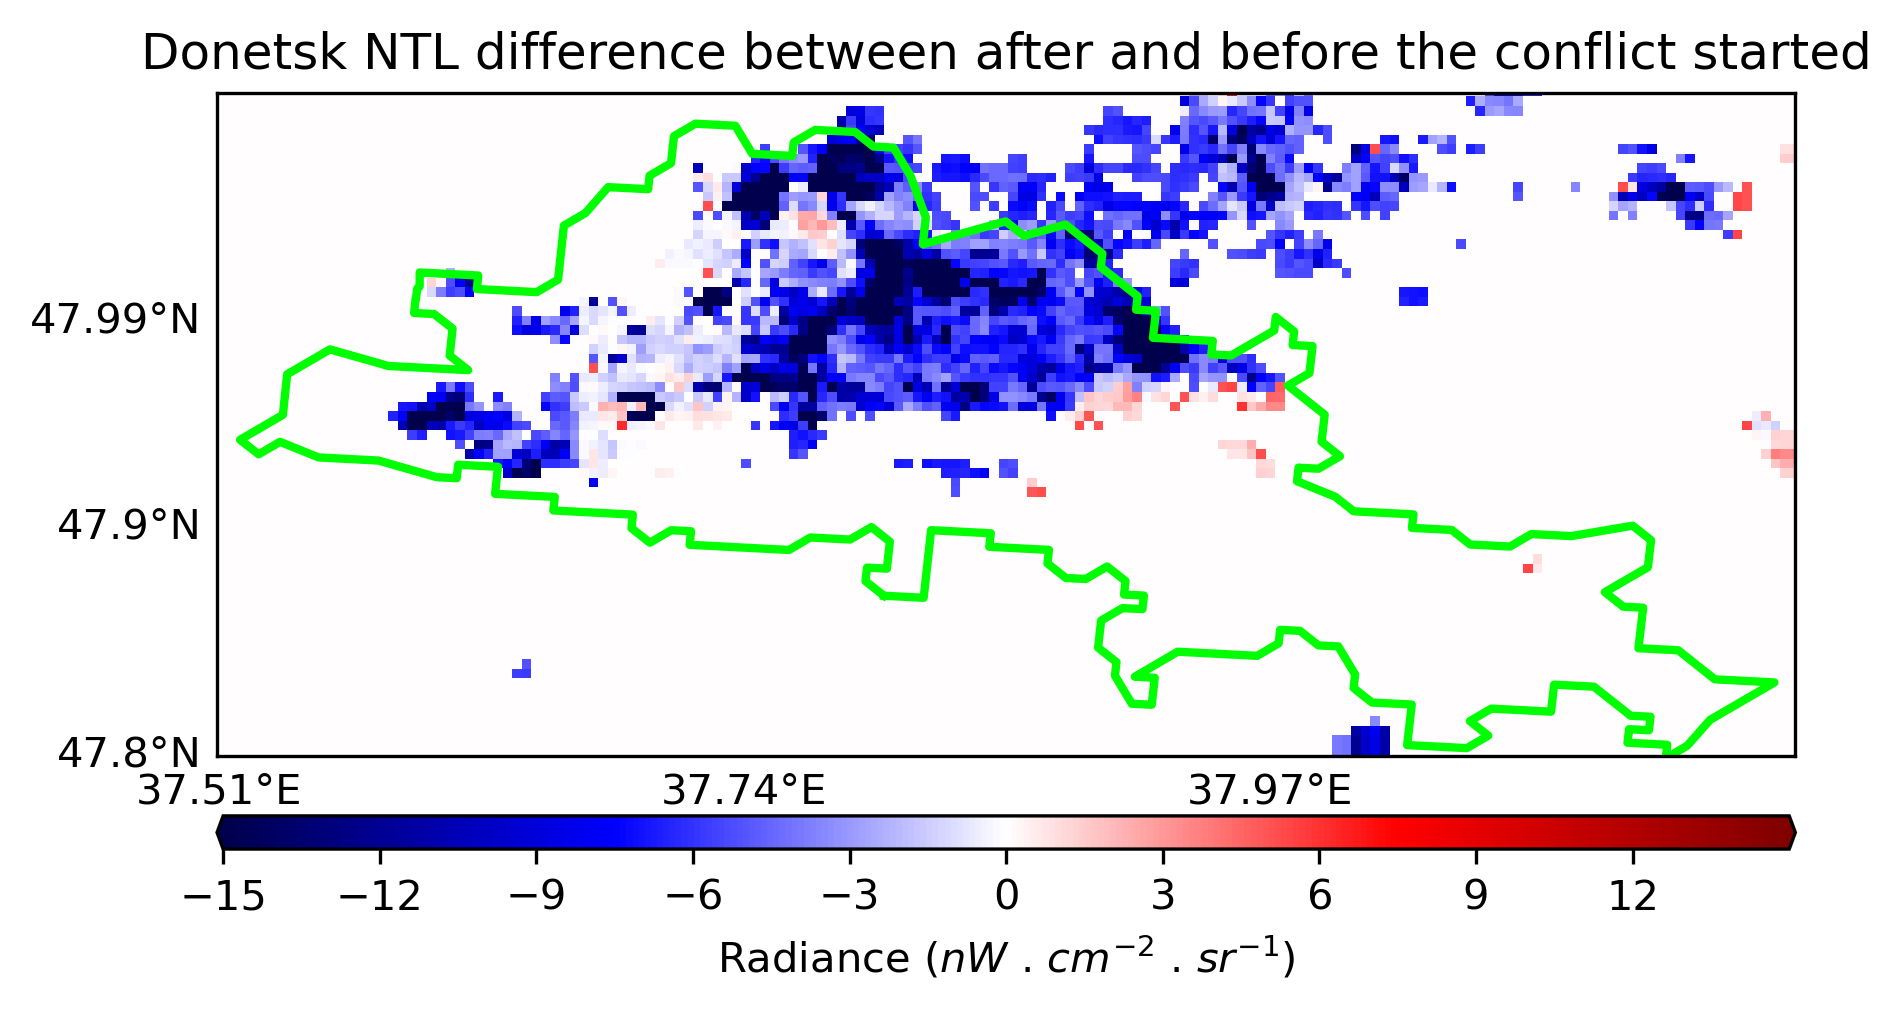 Donetsk NTL difference between after and before the conflict started
47.99°N
47.9°N
47.8°N
37.51°E 37.74°E 37.97°E
−15 −12 −9 −6 −3 0 3 6 9 12
Radiance (nW . cm⁻² . sr⁻¹)